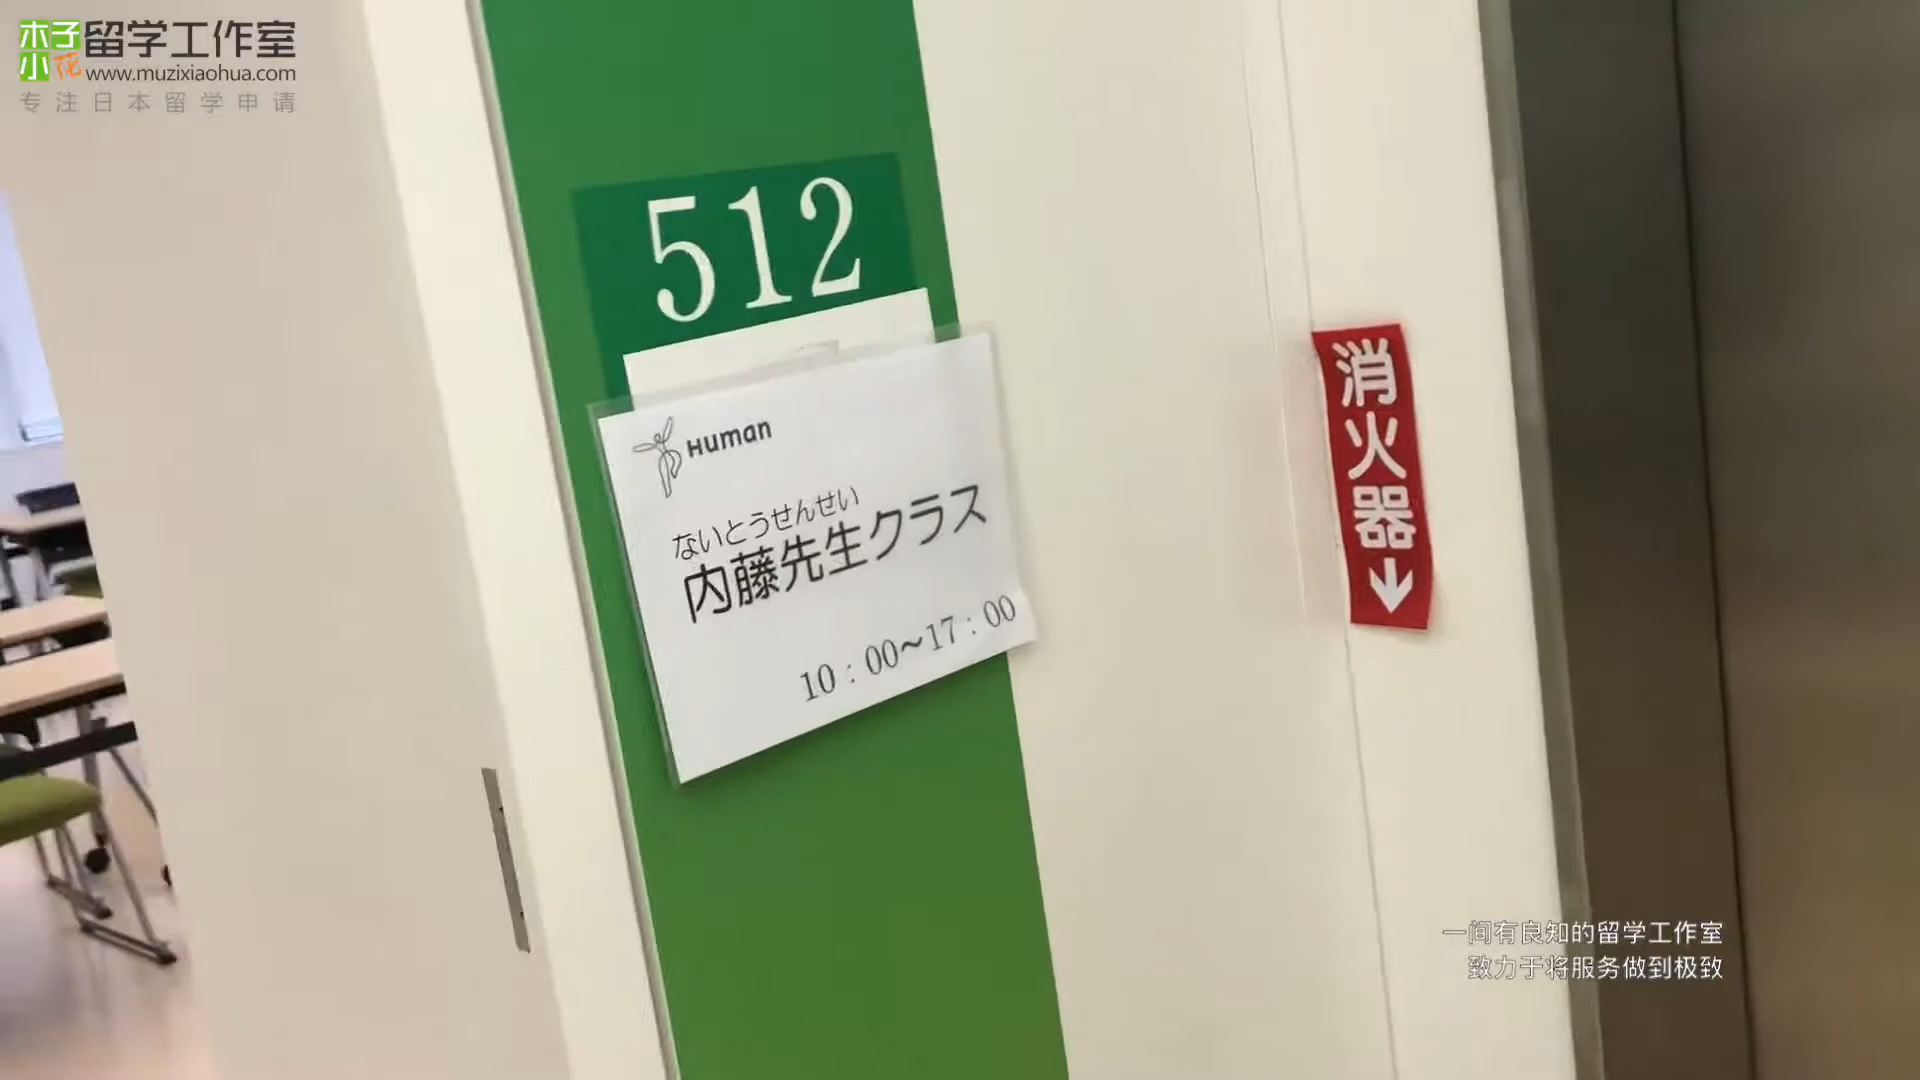 木子小花留学工作室
www.muzixiaohua.com
专注日本留学申请
512
Human
ないとうせんせい
内藤先生クラス
10:00~17:00
消火器↓
一间有良知的留学工作室
致力于将服务做到极致